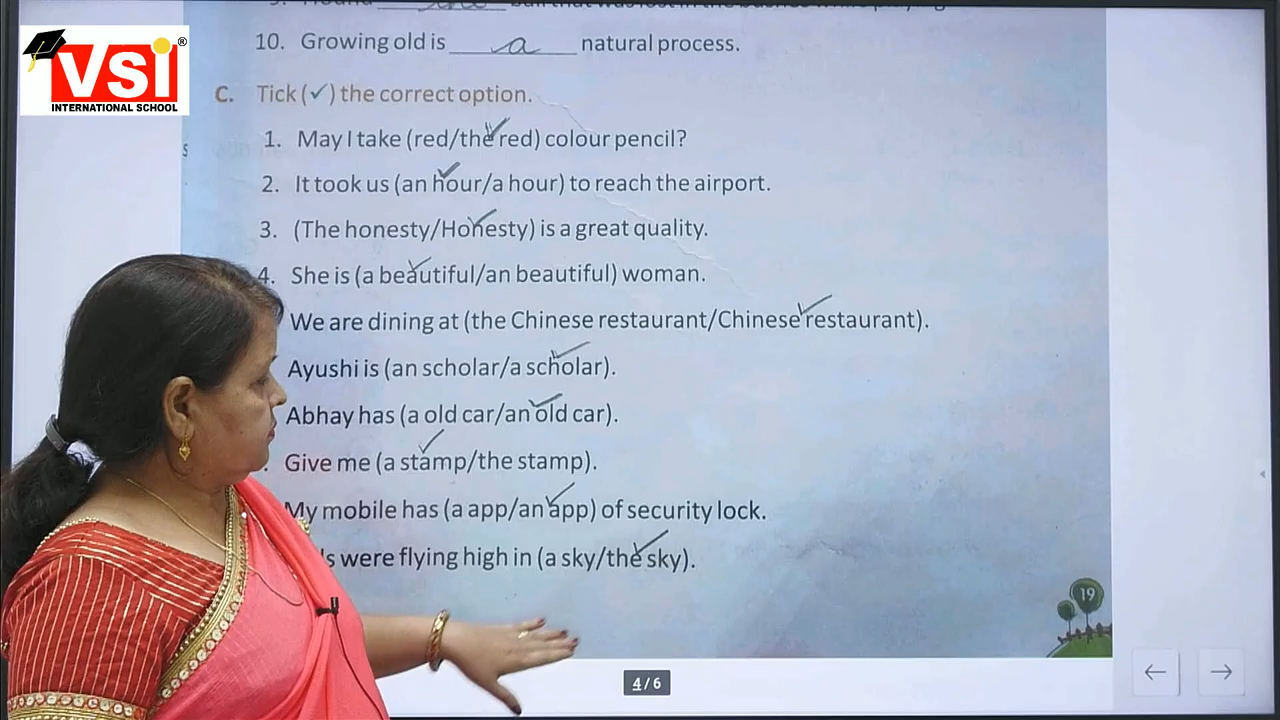 VSI ®
INTERNATIONAL SCHOOL
10. Growing old is a natural process.
C. Tick (✓) the correct option.
1. May I take (red/the red) colour pencil?
2. It took us (an hour/a hour) to reach the airport.
3. (The honesty/Honesty) is a great quality.
4. She is (a beautiful/an beautiful) woman.
We are dining at (the Chinese restaurant/Chinese restaurant).
Ayushi is (an scholar/a scholar).
Abhay has (a old car/an old car).
Give me (a stamp/the stamp).
My mobile has (a app/an app) of security lock.
were flying high in (a sky/the sky).
19
4/6